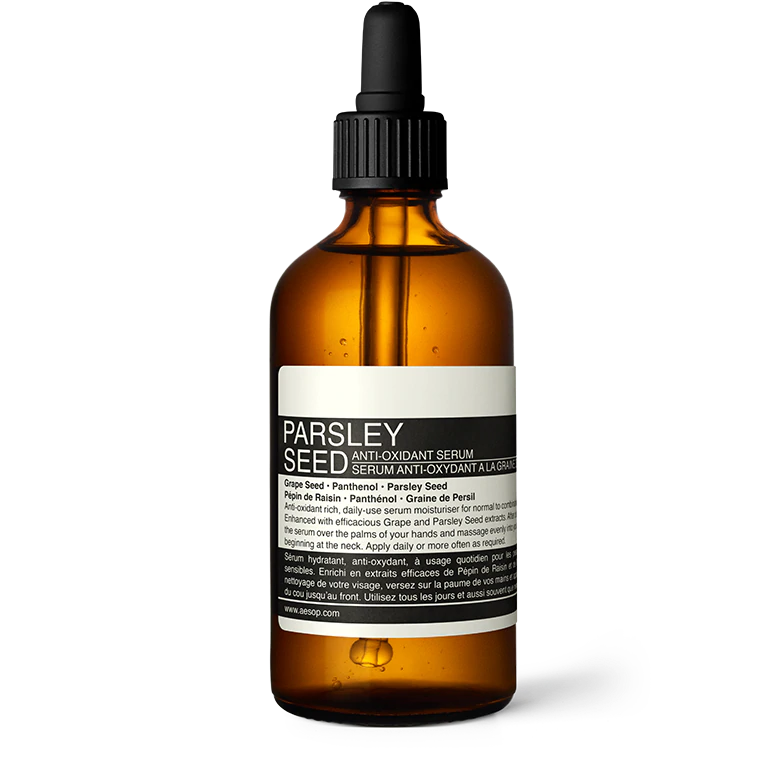 PARSLEY
SEED
ANTI-OXIDANT SERUM
SERUM ANTI-OXYDANT A LA GRAINE
Grape Seed • Panthenol • Parsley Seed
Pépin de Raisin • Panthénol • Graine de Persil
Anti-oxidant rich, daily-use serum moisturiser for normal to
Enhanced with efficacious Grape and Parsley Seed extracts.
the serum over the palms of your hands and massage evenly
beginning at the neck. Apply daily or more often as required.
Sérum hydratant, anti-oxydant, à usage quotidien pour les
sensibles. Enrichi en extraits efficaces de Pépin de Raisin et
nettoyage de votre visage, versez sur la paume de vos mains et
du cou jusqu'au front. Utilisez tous les jours et aussi souvent que
www.aesop.com